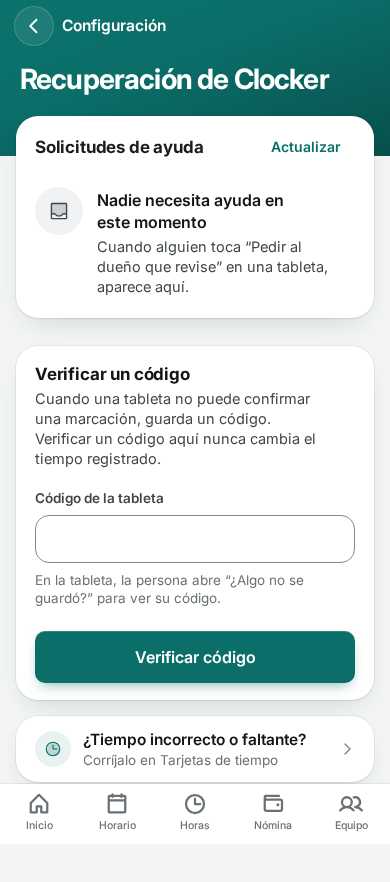 Configuración
Recuperación de Clocker
Solicitudes de ayuda
Actualizar
Nadie necesita ayuda en
este momento
Cuando alguien toca “Pedir al
dueño que revise” en una tableta,
aparece aquí.
Verificar un código
Cuando una tableta no puede confirmar
una marcación, guarda un código.
Verificar un código aquí nunca cambia el
tiempo registrado.
Código de la tableta
En la tableta, la persona abre “¿Algo no se
guardó?” para ver su código.
Verificar código
¿Tiempo incorrecto o faltante?
Corríjalo en Tarjetas de tiempo
Inicio
Horario
Horas
Nómina
Equipo